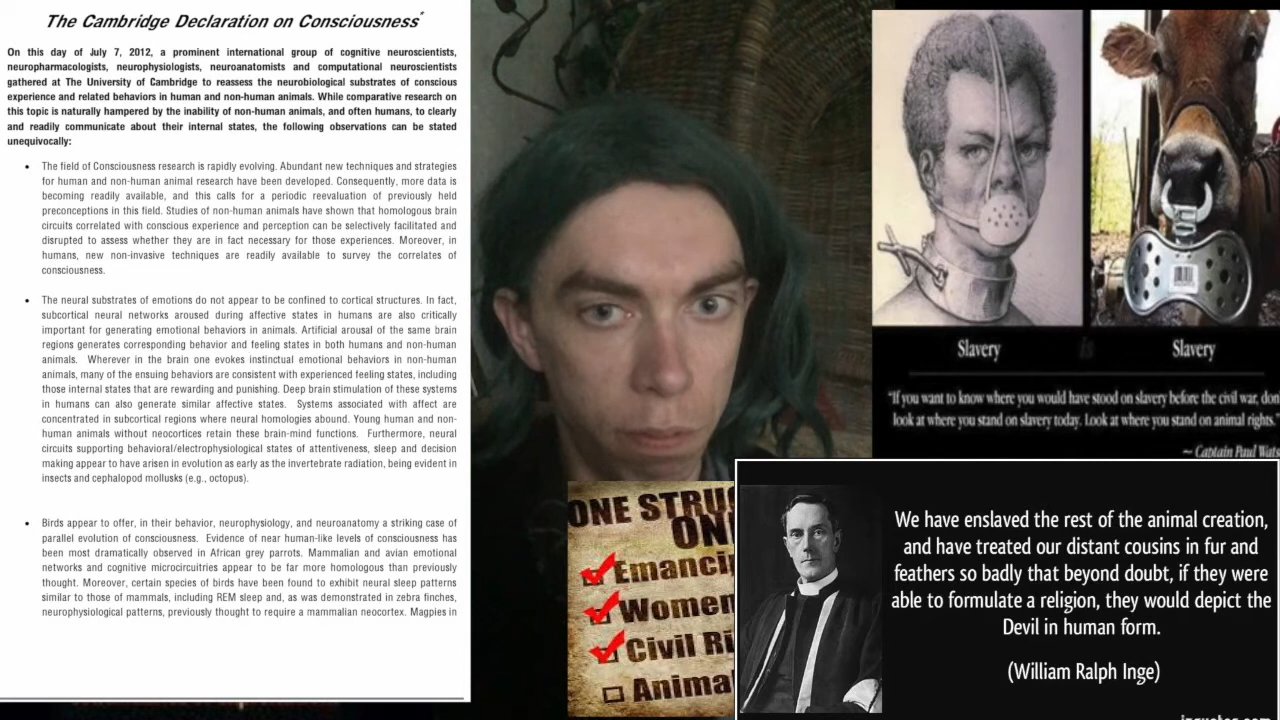 The Cambridge Declaration on Consciousness*
On this day of July 7, 2012, a prominent international group of cognitive neuroscientists,
neuropharmacologists, neurophysiologists, neuroanatomists and computational neuroscientists
gathered at The University of Cambridge to reassess the neurobiological substrates of conscious
experience and related behaviors in human and non-human animals. While comparative research on
this topic is naturally hampered by the inability of non-human animals, and often humans, to clearly
and readily communicate about their internal states, the following observations can be stated
unequivocally:
• The field of Consciousness research is rapidly evolving. Abundant new techniques and strategies
for human and non-human animal research have been developed. Consequently, more data is
becoming readily available, and this calls for a periodic reevaluation of previously held
preconceptions in this field. Studies of non-human animals have shown that homologous brain
circuits correlated with conscious experience and perception can be selectively facilitated and
disrupted to assess whether they are in fact necessary for those experiences. Moreover, in
humans, new non-invasive techniques are readily available to survey the correlates of
consciousness.
• The neural substrates of emotions do not appear to be confined to cortical structures. In fact,
subcortical neural networks aroused during affective states in humans are also critically
important for generating emotional behaviors in animals. Artificial arousal of the same brain
regions generates corresponding behavior and feeling states in both humans and non-human
animals. Wherever in the brain one evokes instinctual emotional behaviors in non-human
animals, many of the ensuing behaviors are consistent with experienced feeling states, including
those internal states that are rewarding and punishing. Deep brain stimulation of these systems
in humans can also generate similar affective states. Systems associated with affect are
concentrated in subcortical regions where neural homologies abound. Young human and non-
human animals without neocortices retain these brain-mind functions. Furthermore, neural
circuits supporting behavioral/electrophysiological states of attentiveness, sleep and decision
making appear to have arisen in evolution as early as the invertebrate radiation, being evident in
insects and cephalopod mollusks (e.g., octopus).
• Birds appear to offer, in their behavior, neurophysiology, and neuroanatomy a striking case of
parallel evolution of consciousness. Evidence of near human-like levels of consciousness has
been most dramatically observed in African grey parrots. Mammalian and avian emotional
networks and cognitive microcircuitries appear to be far more homologous than previously
thought. Moreover, certain species of birds have been found to exhibit neural sleep patterns
similar to those of mammals, including REM sleep and, as was demonstrated in zebra finches,
neurophysiological patterns, previously thought to require a mammalian neocortex. Magpies in
Slavery is Slavery
"If you want to know where you would have stood on slavery before the civil war, don
look at where you stand on slavery today. Look at where you stand on animal rights."
~ Captain Paul Wats
ONE STRUG
ONE
Emancip
Women
Civil Ri
Animal
We have enslaved the rest of the animal creation,
and have treated our distant cousins in fur and
feathers so badly that beyond doubt, if they were
able to formulate a religion, they would depict the
Devil in human form.
(William Ralph Inge)